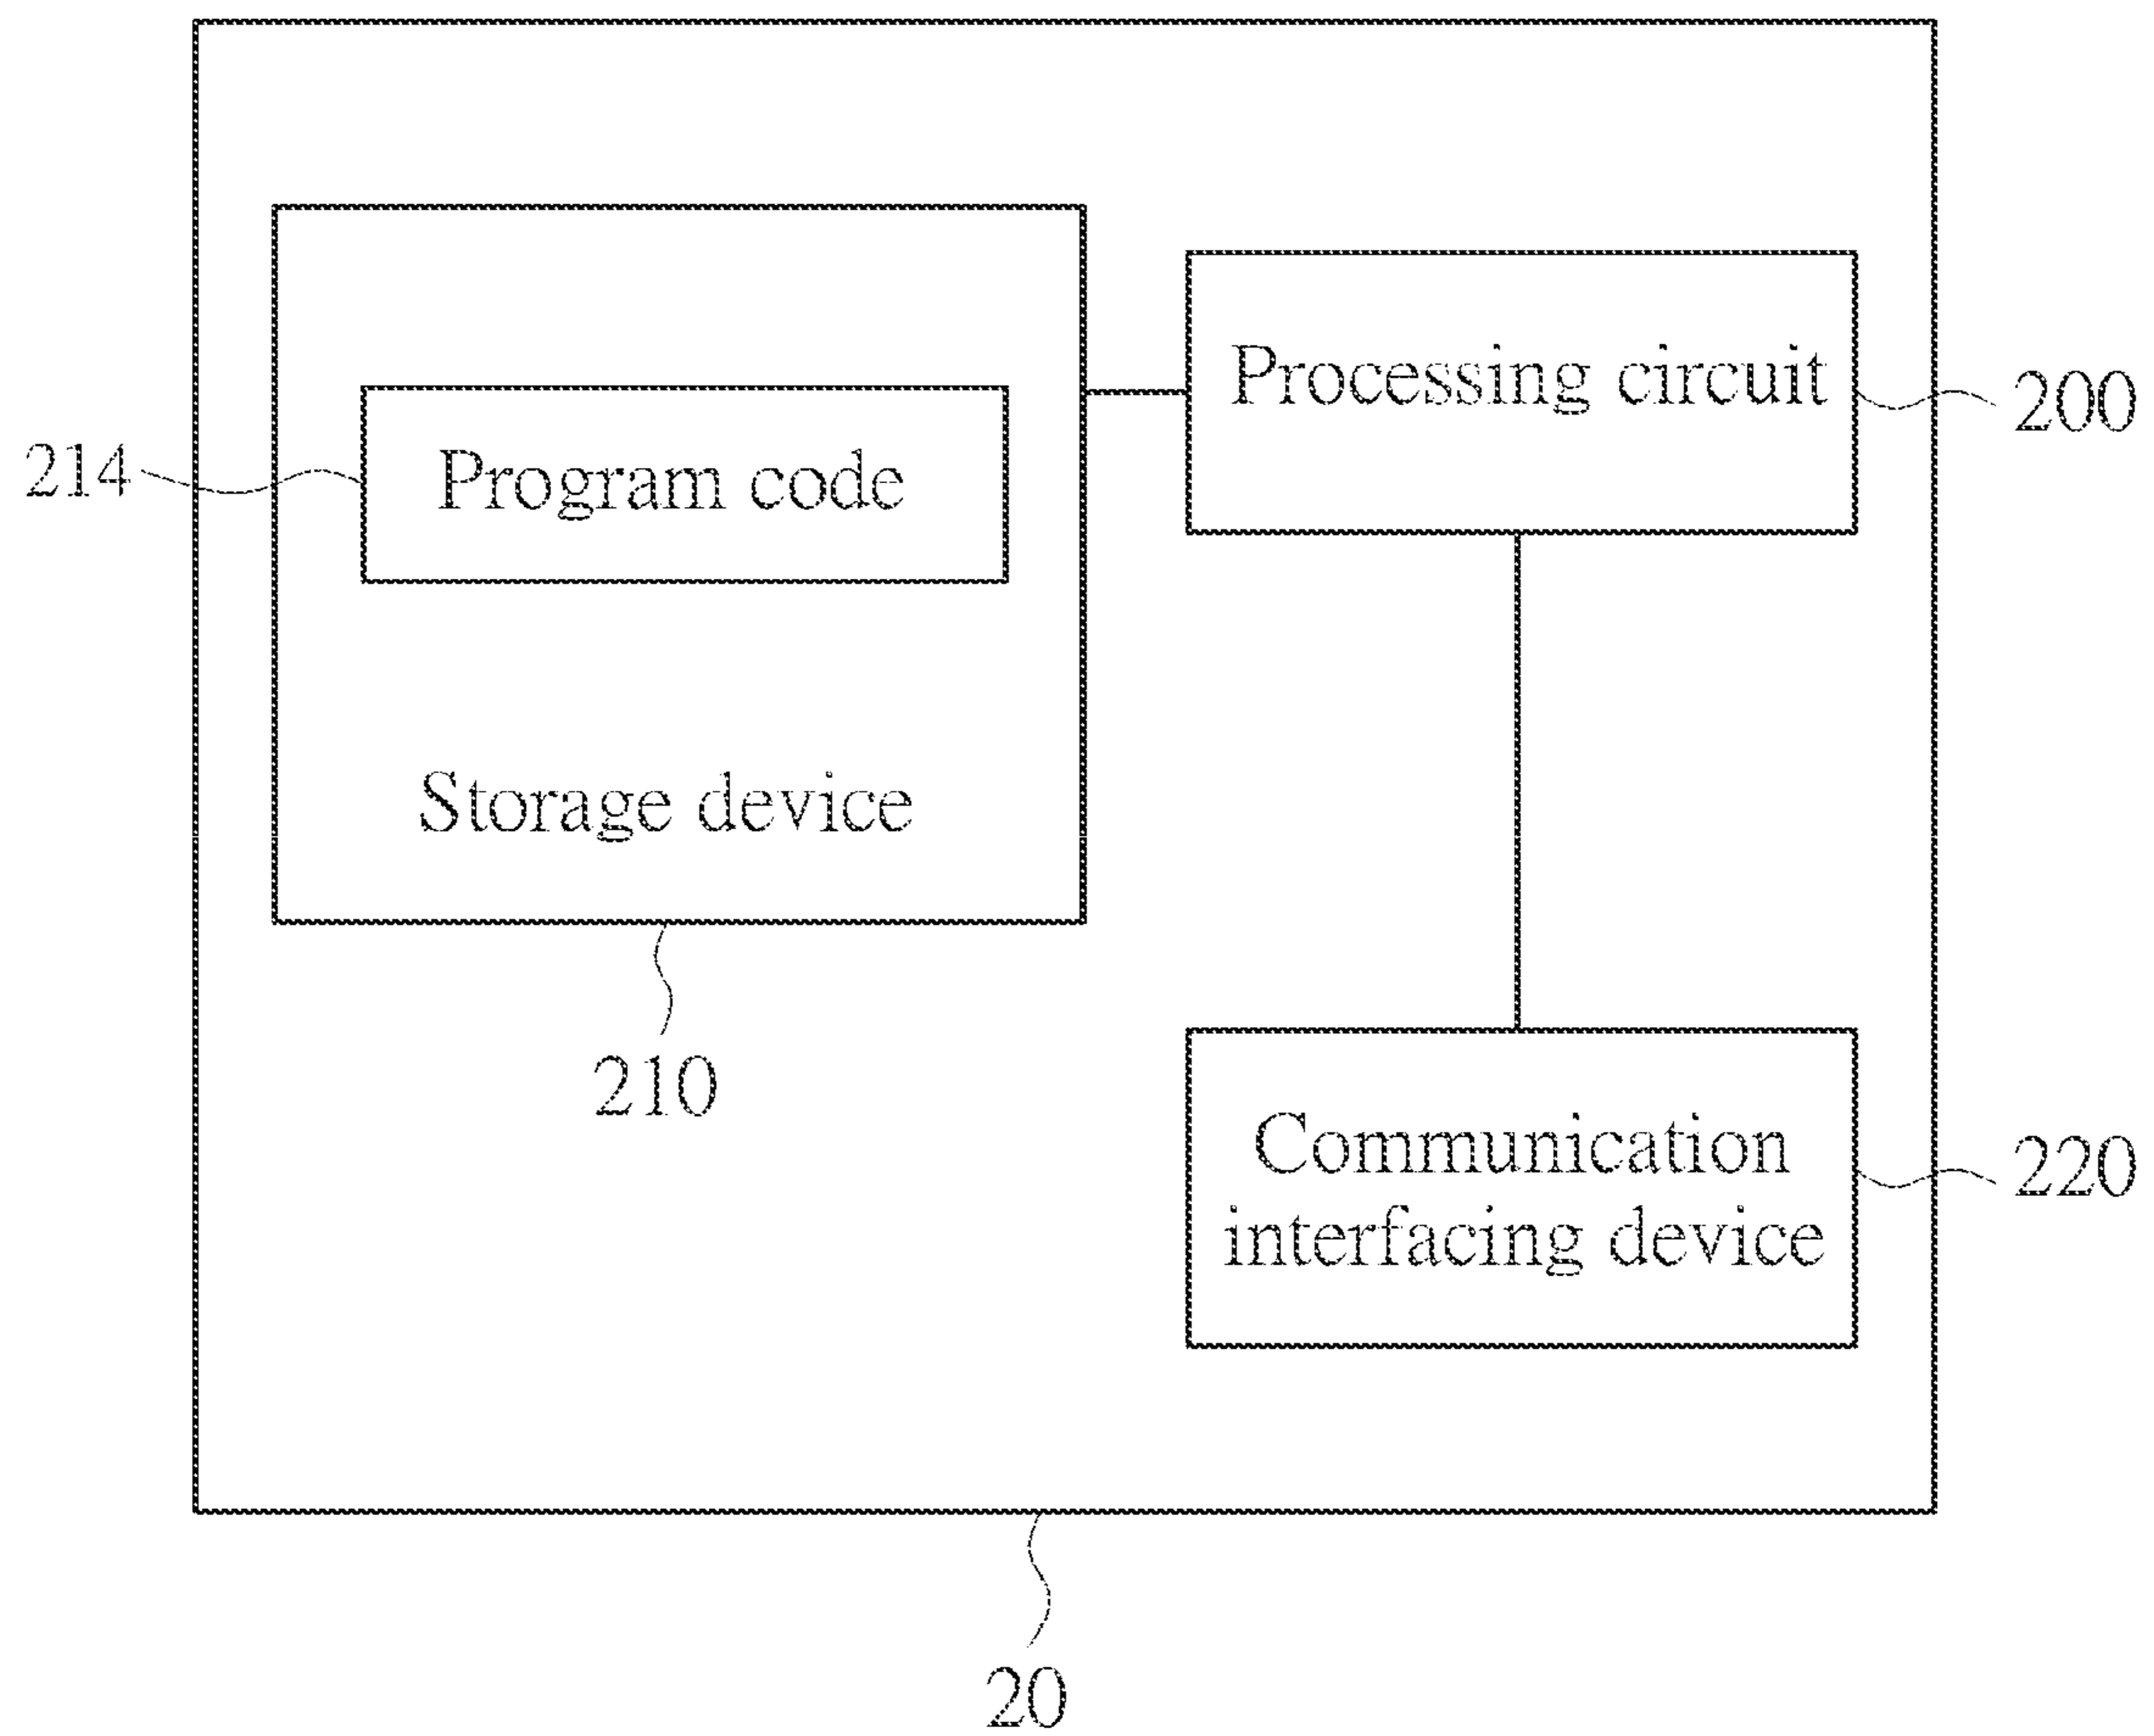 Processing circuit
200
214
Program code
Storage device
210
Communication
interfacing device
220
20